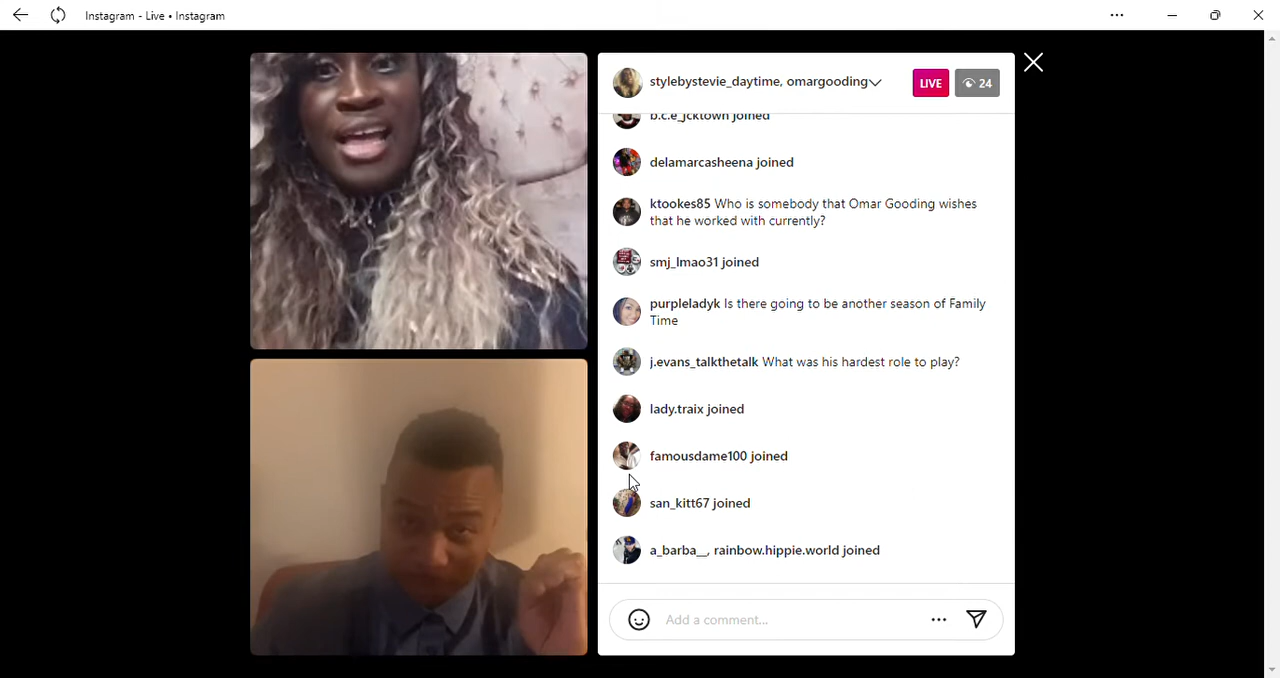 Instagram - Live • Instagram
stylebystevie_daytime, omargooding
LIVE
24
b.c.e_jcktown joined
delamarcasheena joined
ktookes85 Who is somebody that Omar Gooding wishes
that he worked with currently?
smj_lmao31 joined
purpleladyk Is there going to be another season of Family
Time
j.evans_talkthetalk What was his hardest role to play?
lady.traix joined
famousdame100 joined
san_kitt67 joined
a_barba__, rainbow.hippie.world joined
Add a comment...